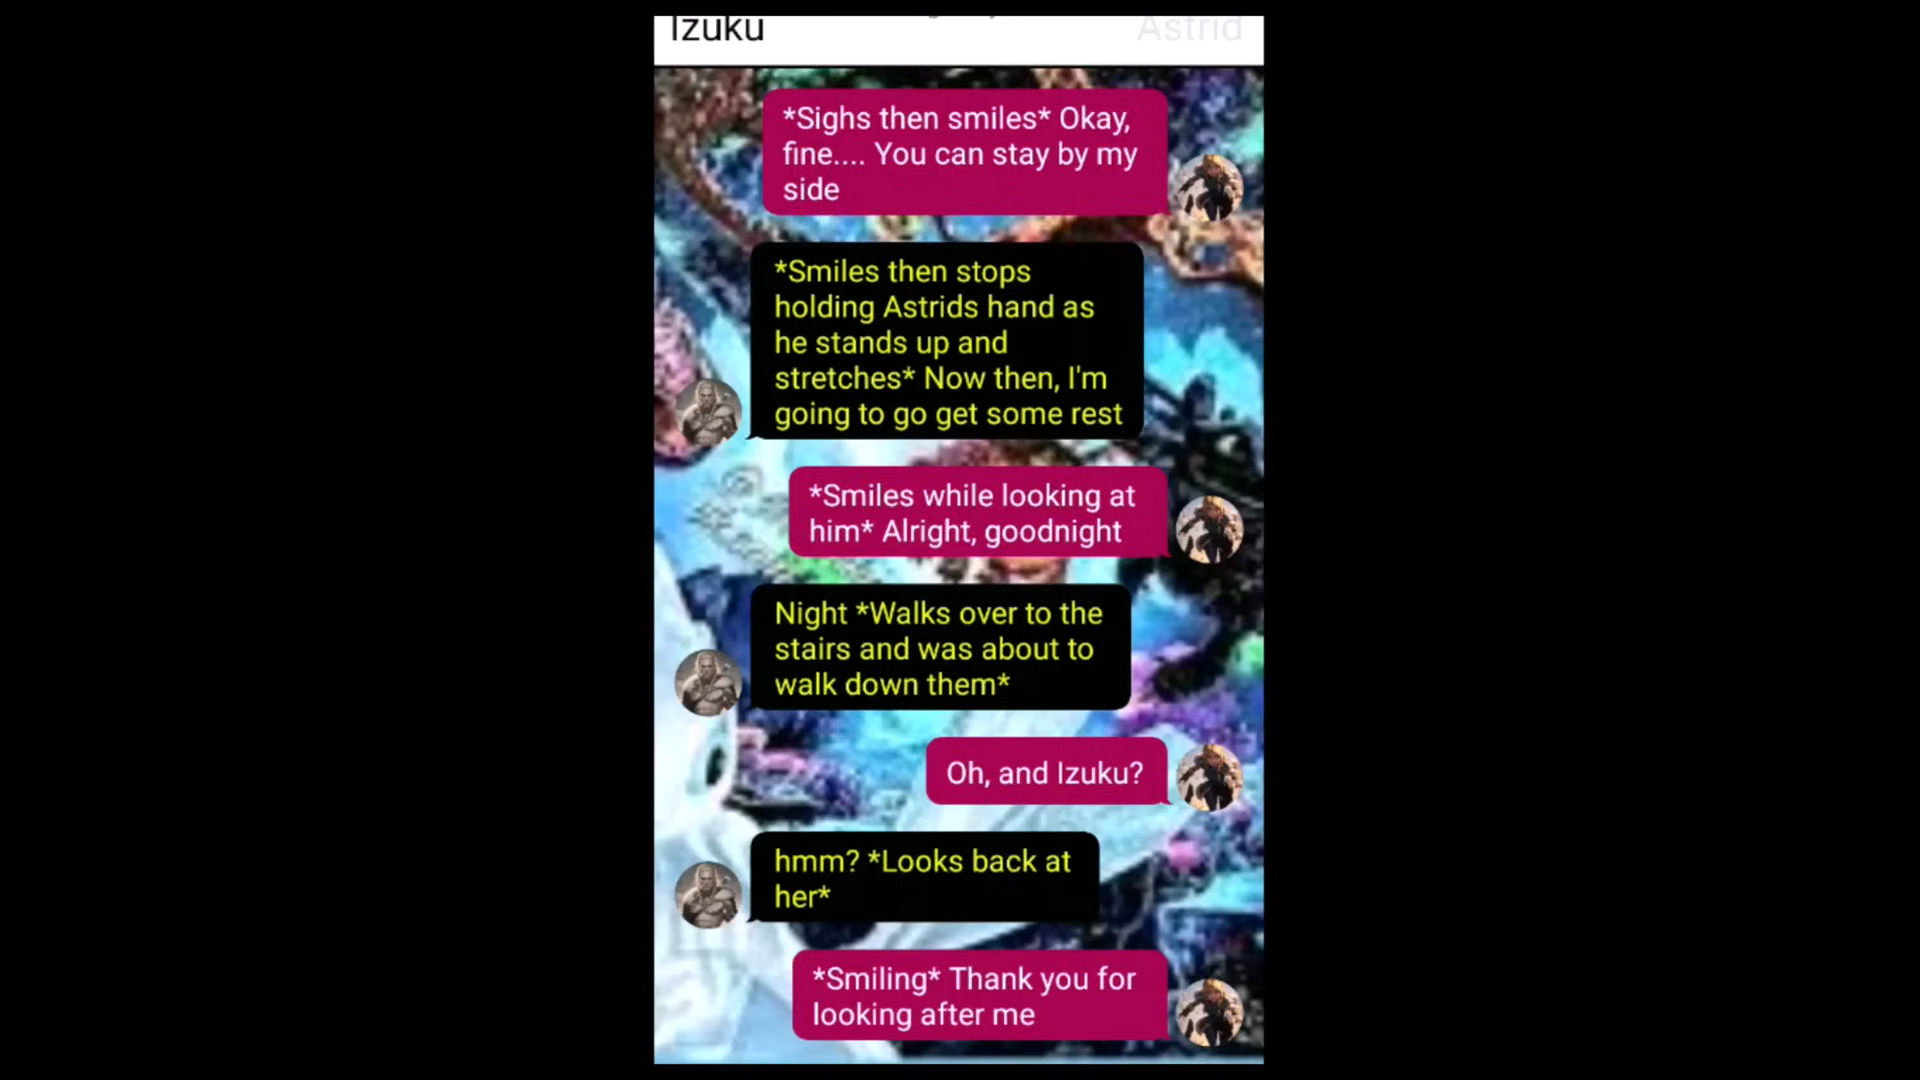 Izuku
Astrid
*Sighs then smiles* Okay,
fine.... You can stay by my
side
*Smiles then stops
holding Astrids hand as
he stands up and
stretches* Now then, I'm
going to go get some rest
*Smiles while looking at
him* Alright, goodnight
Night *Walks over to the
stairs and was about to
walk down them*
Oh, and Izuku?
hmm? *Looks back at
her*
*Smiling* Thank you for
looking after me